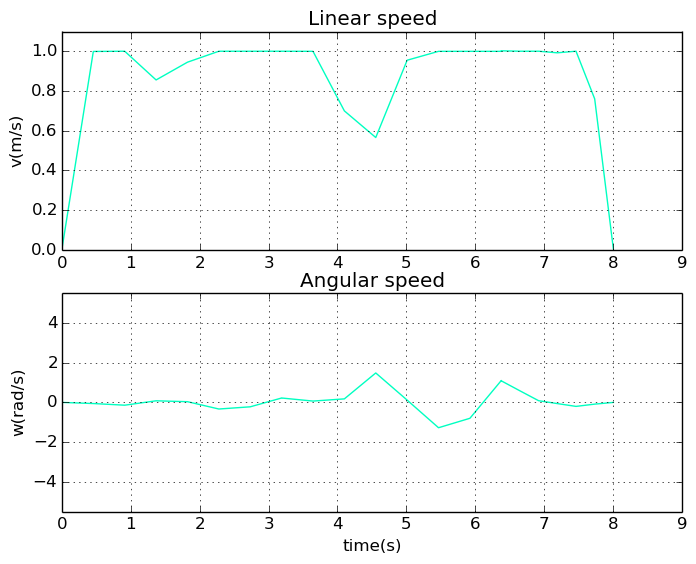 Linear speed
v(m/s)
1.0
0.8
0.6
0.4
0.2
0.0
0 1 2 3 4 5 6 7 8 9
Angular speed
w(rad/s)
4
2
0
−2
−4
0 1 2 3 4 5 6 7 8 9
time(s)